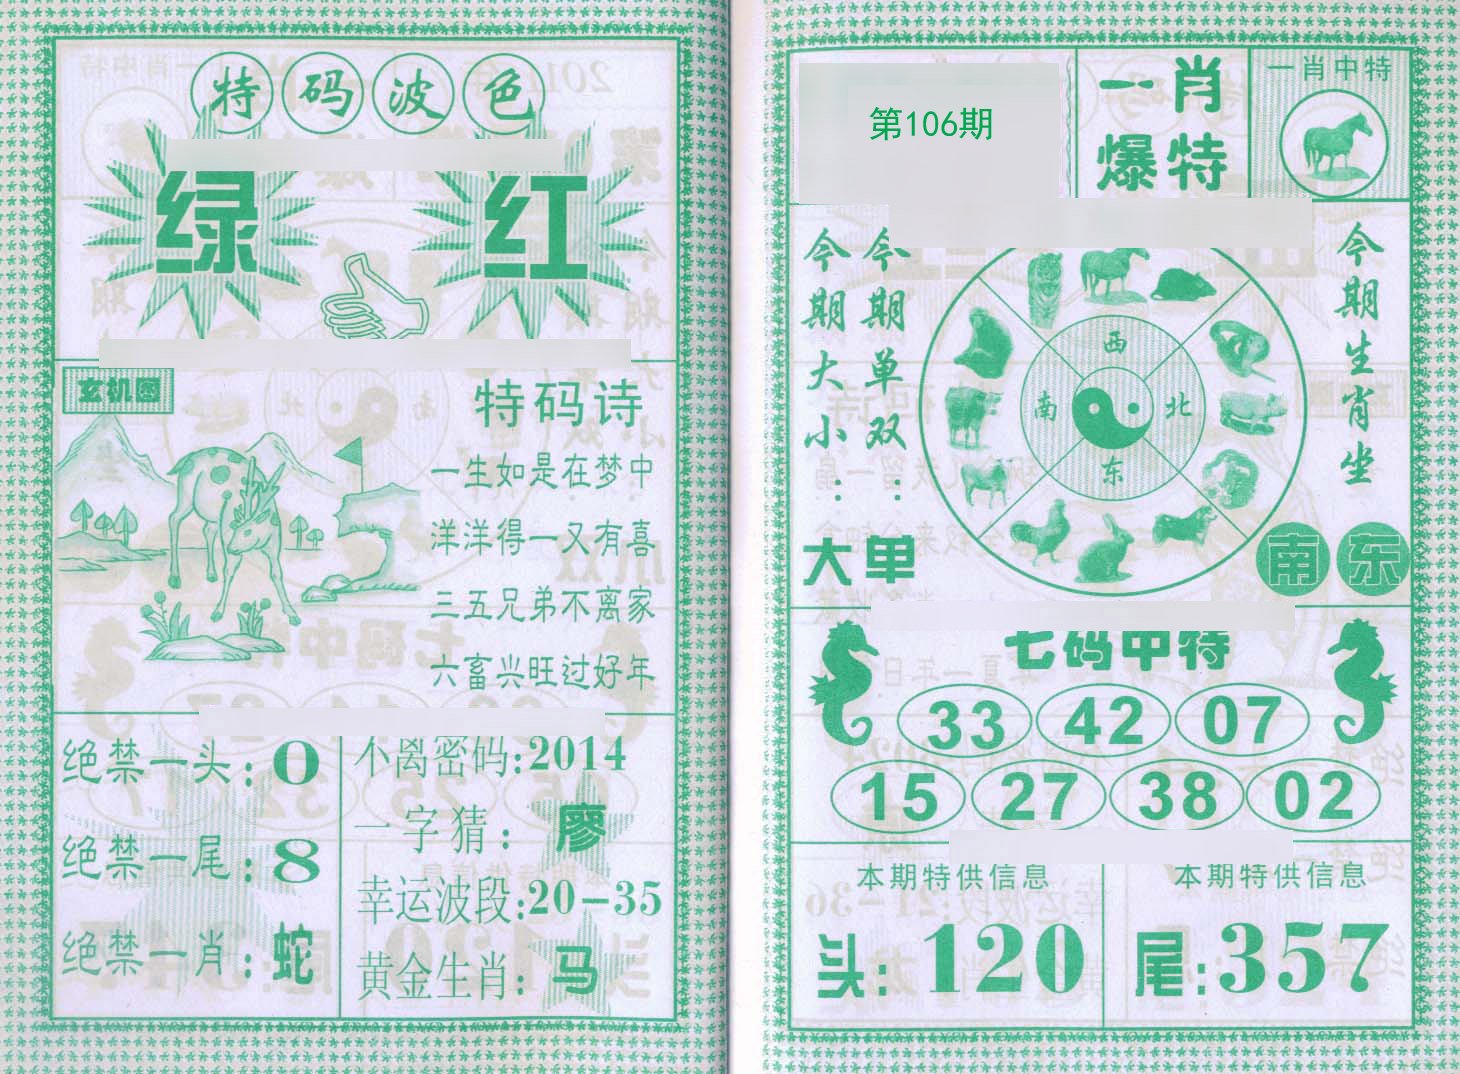 特码波色
绿 红
玄机图
特码诗
一生如是在梦中
洋洋得一又有喜
三五兄弟不离家
六畜兴旺过好年
绝禁一头:0
绝禁一尾:8
绝禁一肖:蛇
不离密码:2014
一字猜:廖
幸运波段:20-35
黄金生肖:马
第106期
一肖
爆特
一肖中特
今期大小:大
今期单双:单
西
南 北
东
今期生肖坐
南东
七码中特
33 42 07
15 27 38 02
本期特供信息
头:120
本期特供信息
尾:357